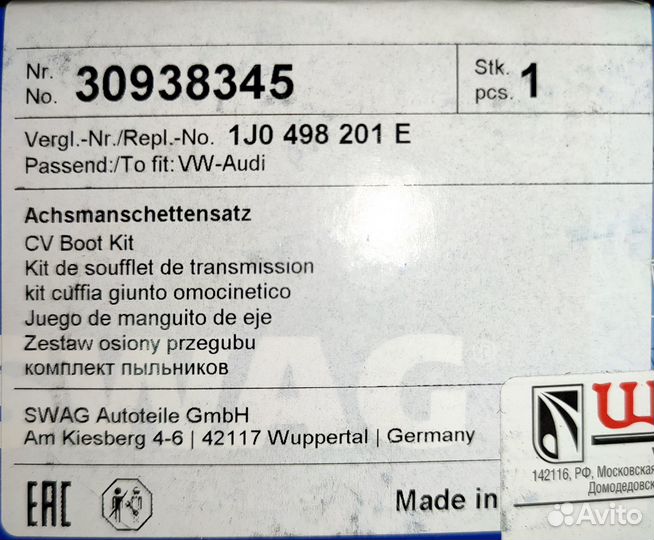 Nr.
No. 30938345
Stk.
pcs. 1
Vergl.-Nr./Repl.-No. 1J0 498 201 E
Passend:/To fit: VW-Audi
Achsmanschettensatz
CV Boot Kit
Kit de soufflet de transmission
kit cuffia giunto omocinetico
Juego de manguito de eje
Zestaw osiony przegubu
комплект пыльников
SWAG
SWAG Autoteile GmbH
Am Kiesberg 4-6 | 42117 Wuppertal | Germany
EAC
Made in
142116, РФ, Московская
Домодедовс
Avito